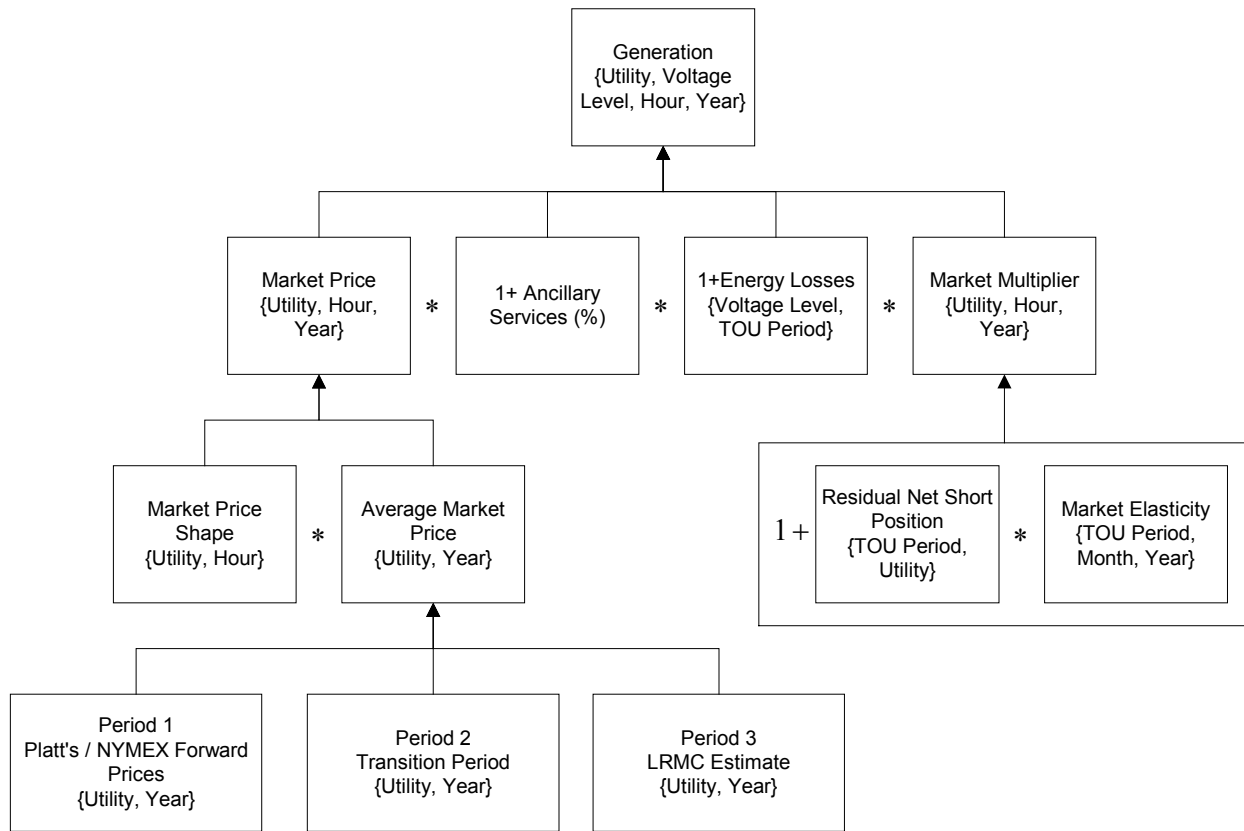 Generation
{Utility, Voltage
Level, Hour, Year}
Market Price
{Utility, Hour,
Year}
*
1+ Ancillary
Services (%)
*
1+Energy Losses
{Voltage Level,
TOU Period}
*
Market Multiplier
{Utility, Hour,
Year}
Market Price
Shape
{Utility, Hour}
*
Average Market
Price
{Utility, Year}
1+
Residual Net Short
Position
{TOU Period,
Utility}
*
Market Elasticity
{TOU Period,
Month, Year}
Period 1
Platt's / NYMEX Forward
Prices
{Utility, Year}
Period 2
Transition Period
{Utility, Year}
Period 3
LRMC Estimate
{Utility, Year}